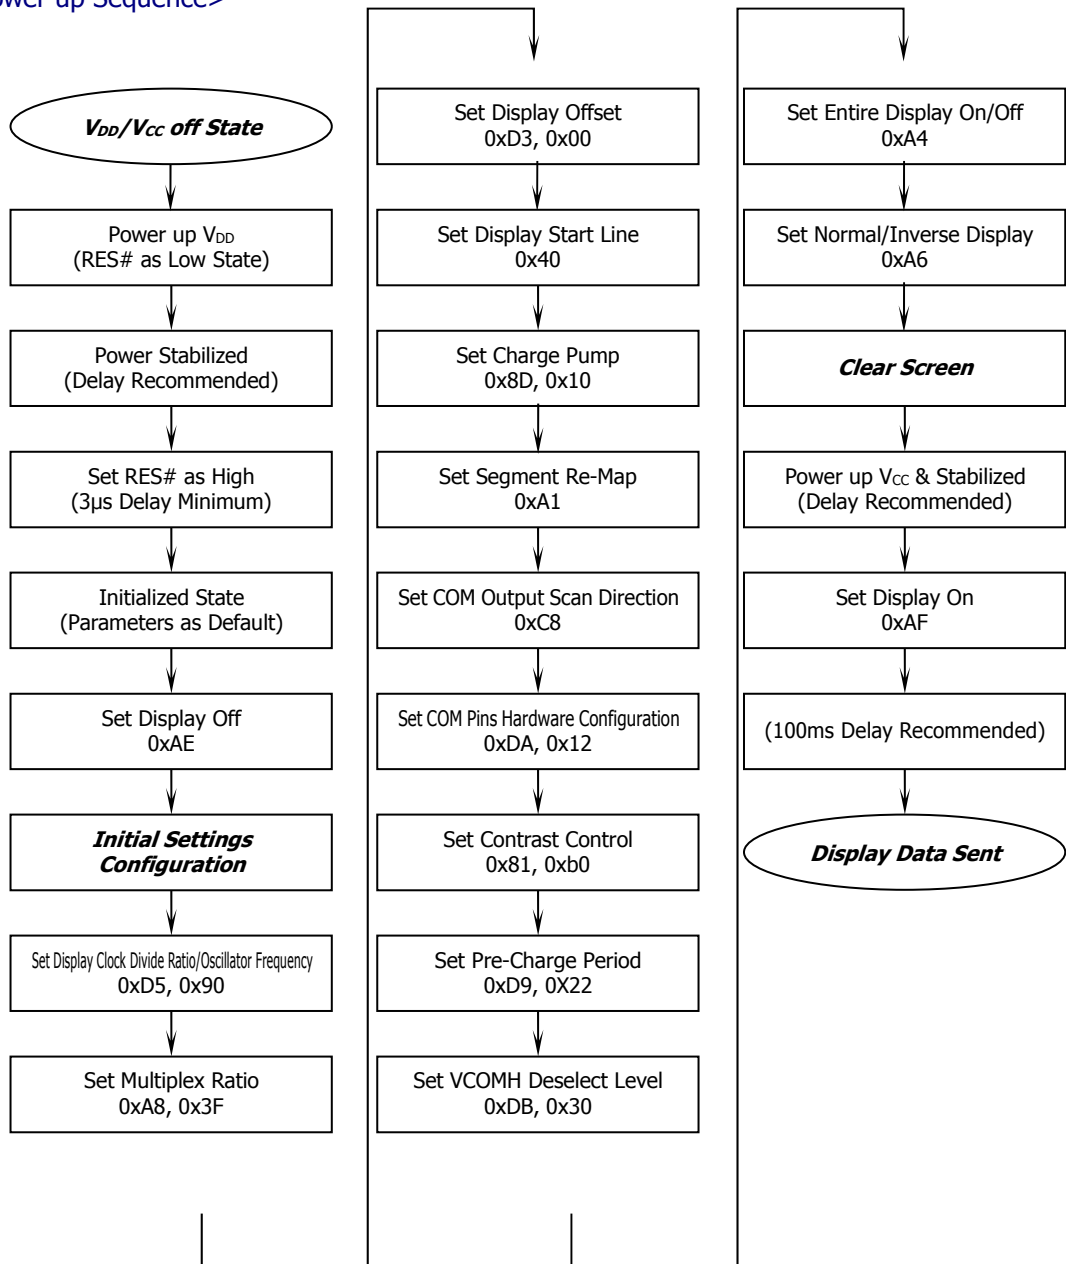 up Sequence>
V_DD/V_CC off State
Power up V_DD
(RES# as Low State)
Power Stabilized
(Delay Recommended)
Set RES# as High
(3μs Delay Minimum)
Initialized State
(Parameters as Default)
Set Display Off
0xAE
Initial Settings
Configuration
Set Display Clock Divide Ratio/Oscillator Frequency
0xD5, 0x90
Set Multiplex Ratio
0xA8, 0x3F
Set Display Offset
0xD3, 0x00
Set Display Start Line
0x40
Set Charge Pump
0x8D, 0x10
Set Segment Re-Map
0xA1
Set COM Output Scan Direction
0xC8
Set COM Pins Hardware Configuration
0xDA, 0x12
Set Contrast Control
0x81, 0xb0
Set Pre-Charge Period
0xD9, 0X22
Set VCOMH Deselect Level
0xDB, 0x30
Set Entire Display On/Off
0xA4
Set Normal/Inverse Display
0xA6
Clear Screen
Power up V_CC & Stabilized
(Delay Recommended)
Set Display On
0xAF
(100ms Delay Recommended)
Display Data Sent